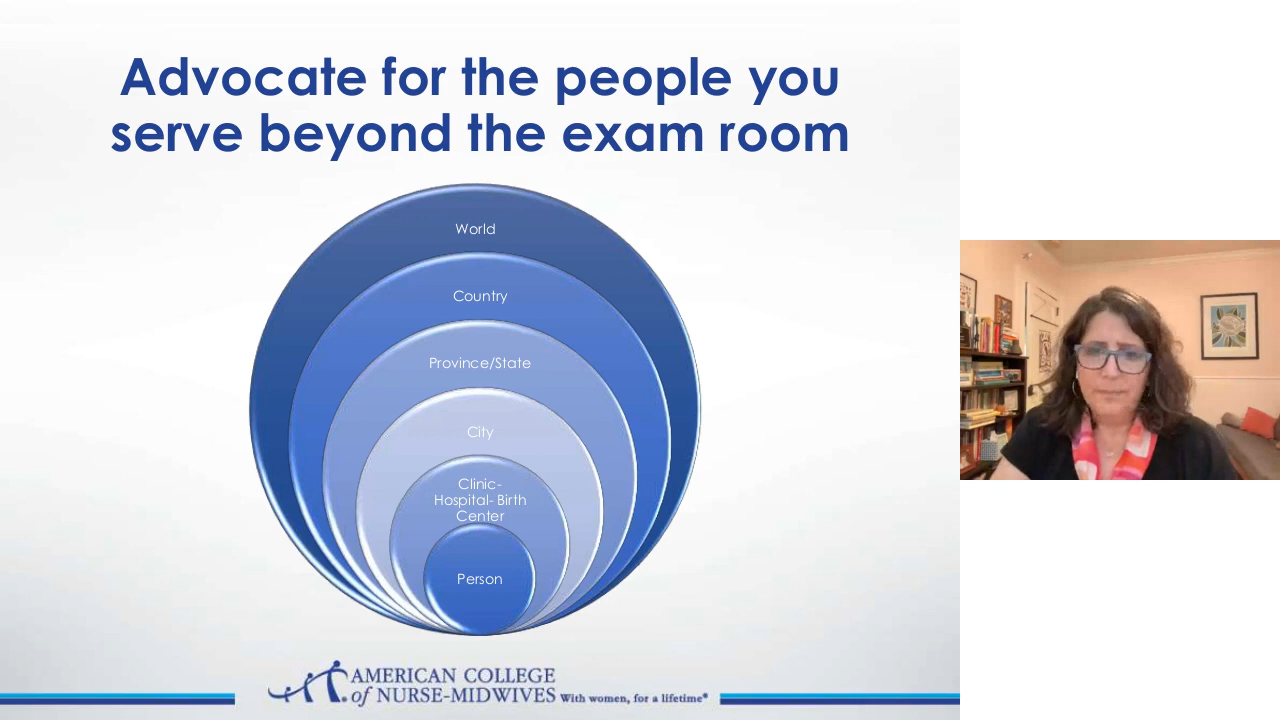 Advocate for the people you
serve beyond the exam room
World
Country
Province/State
City
Clinic-
Hospital- Birth
Center
Person
AMERICAN COLLEGE
of NURSE-MIDWIVES With women, for a lifetime®